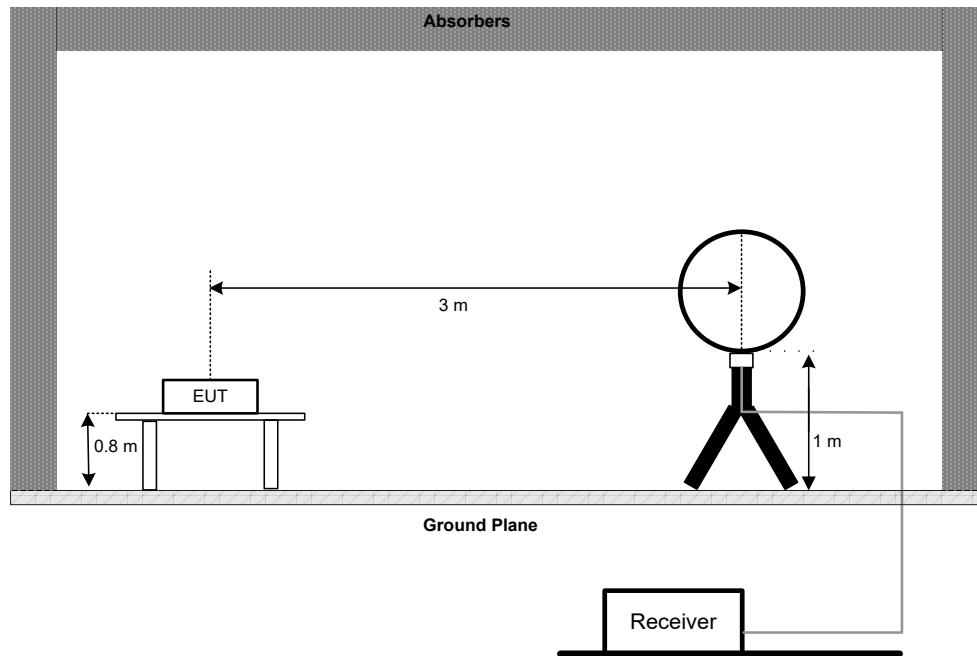 Absorbers
3 m
EUT
0.8 m
1 m
Ground Plane
Receiver